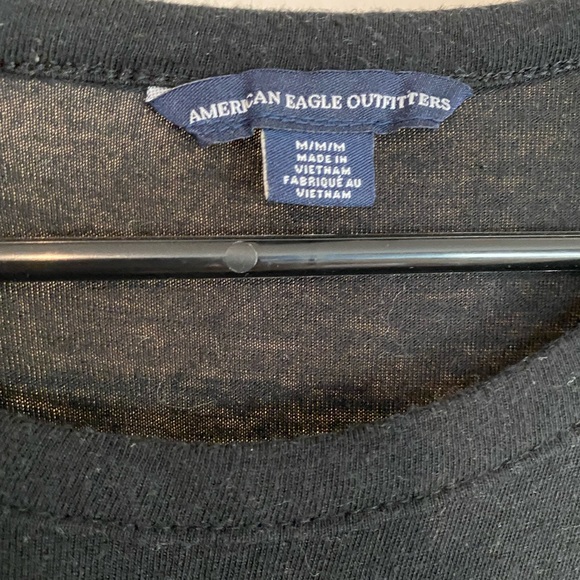 AMERICAN EAGLE OUTFITTERS
M/M/M
MADE IN
VIETNAM
FABRIQUÉ AU
VIETNAM